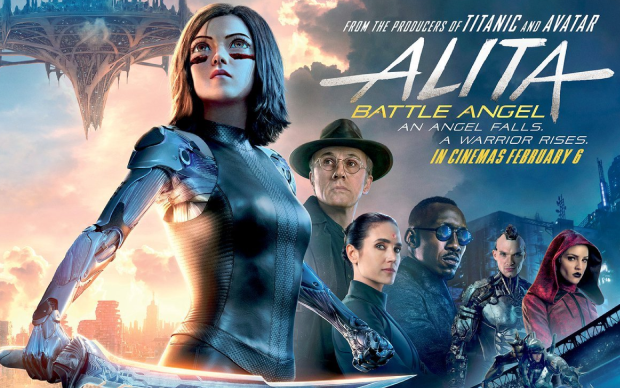 FROM THE PRODUCERS OF TITANIC AND AVATAR
ALITA
BATTLE ANGEL
AN ANGEL FALLS.
A WARRIOR RISES.
IN CINEMAS FEBRUARY 6